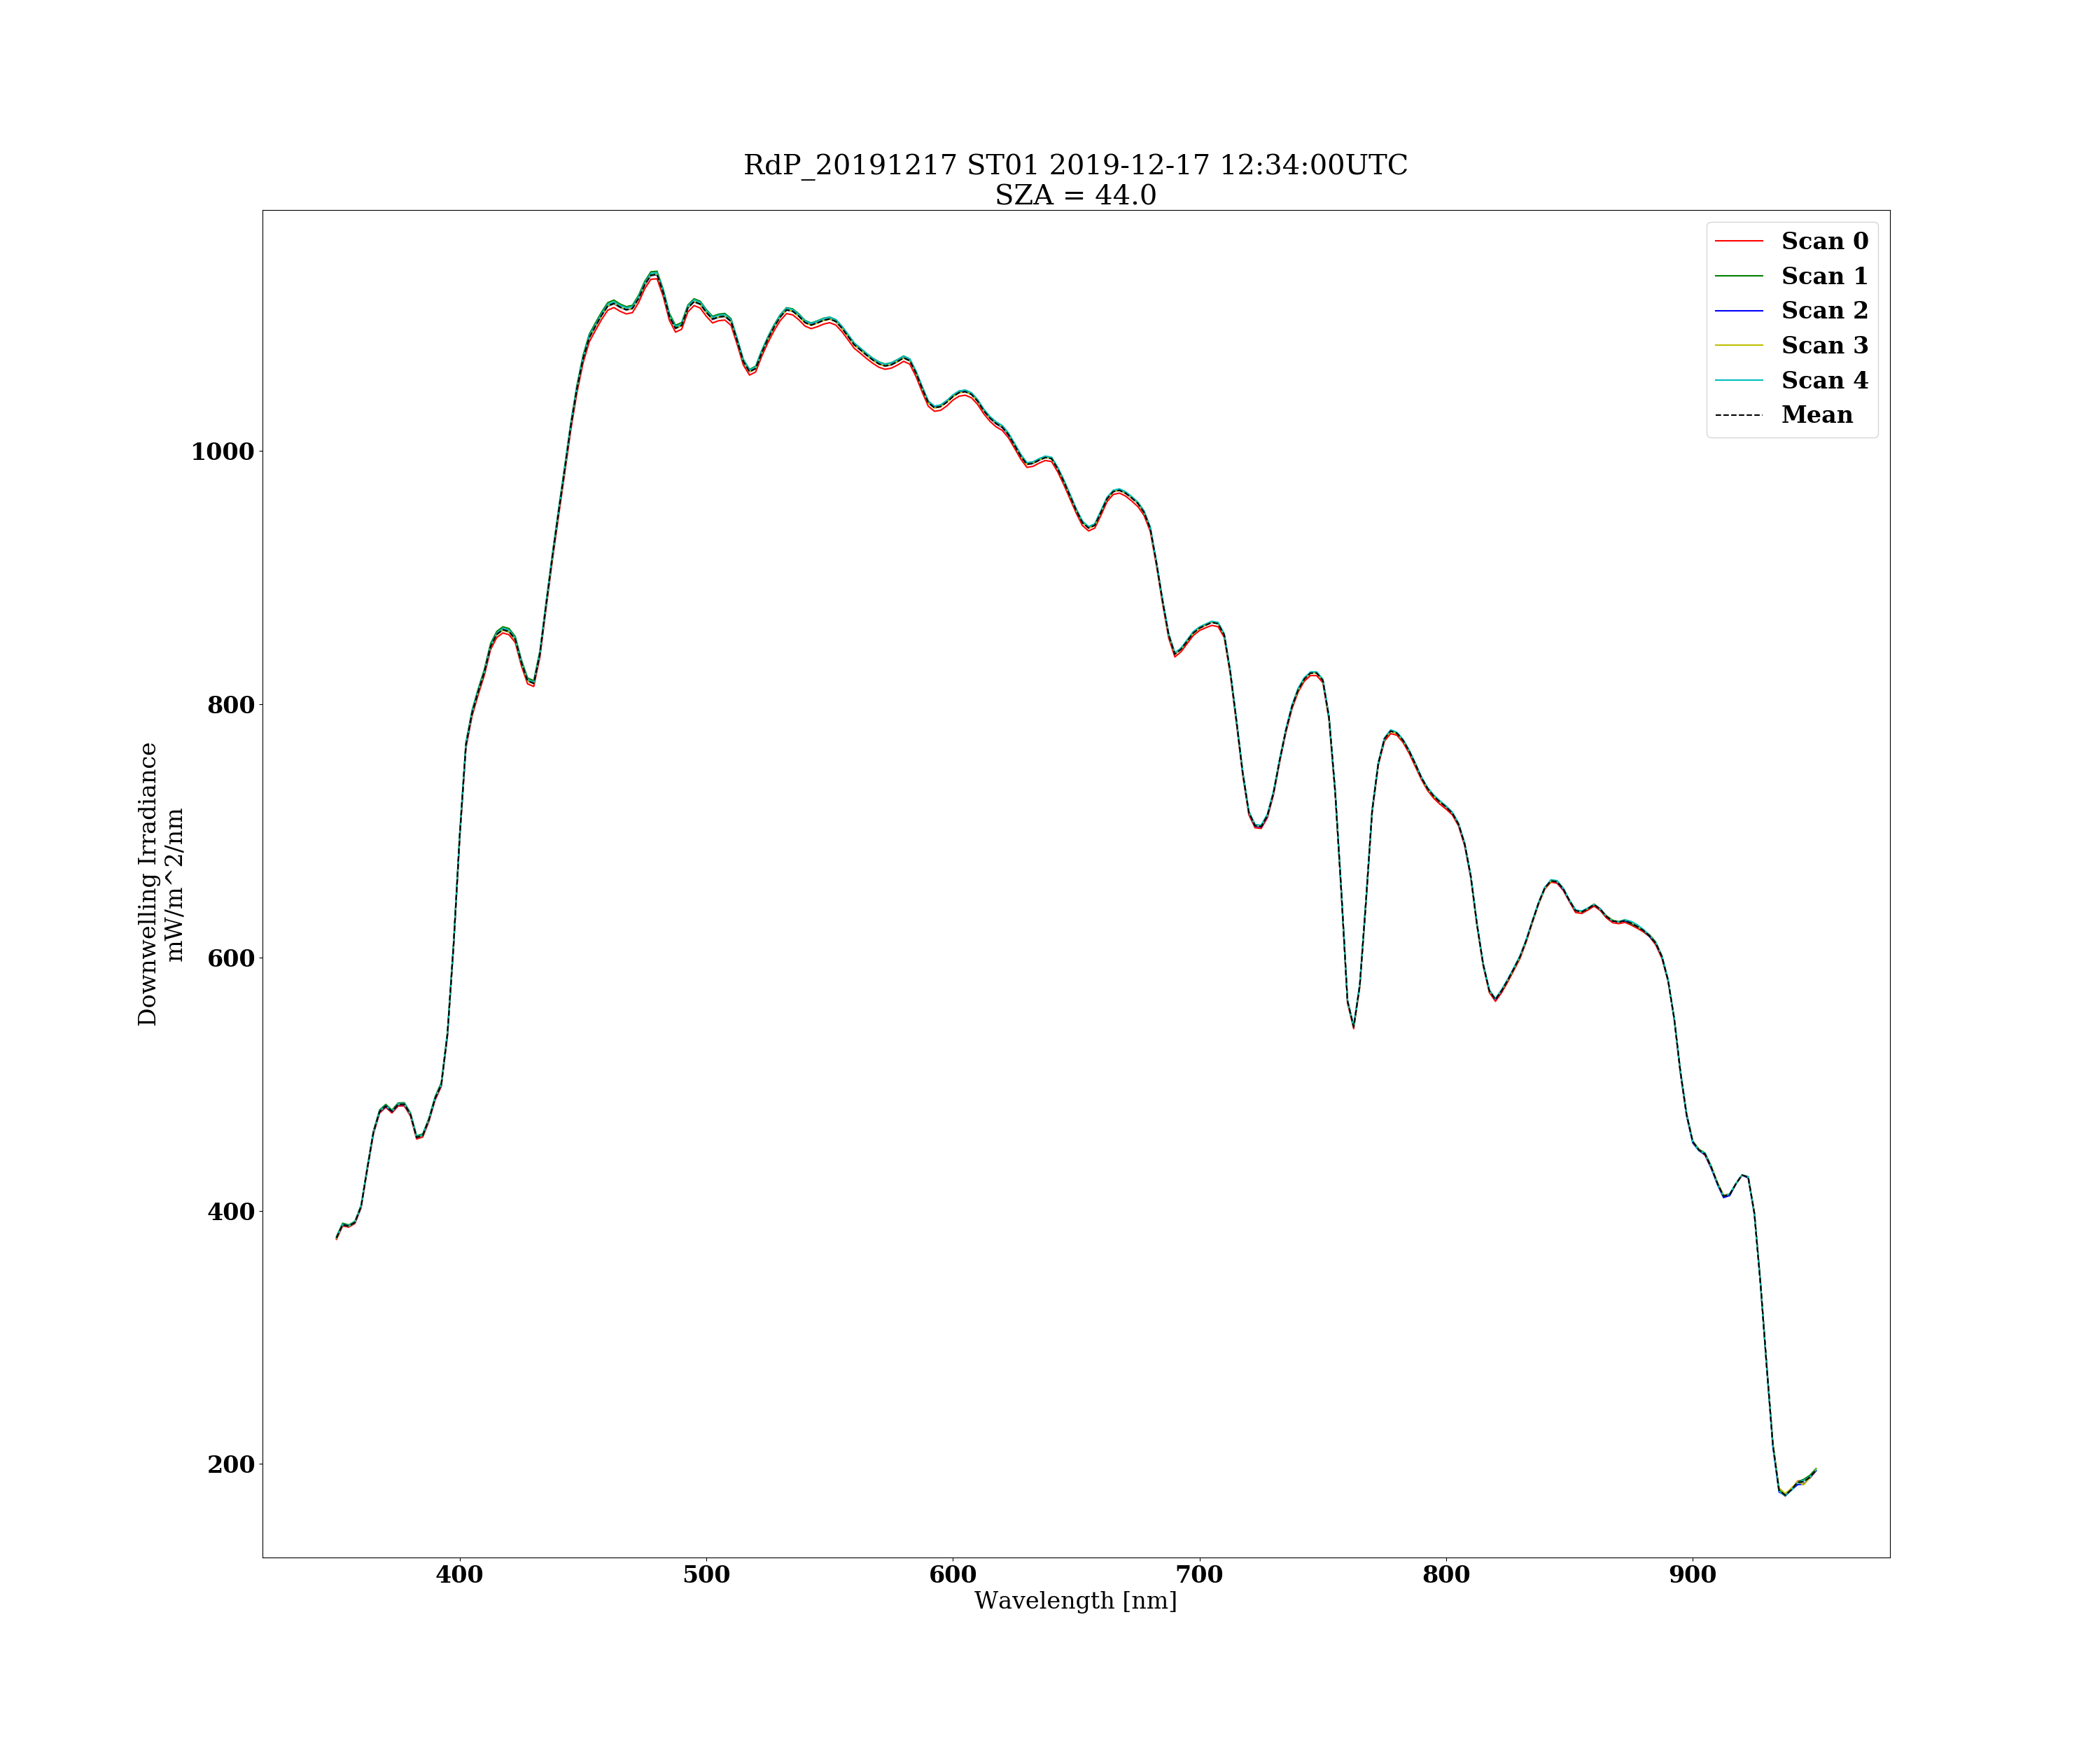 RdP_20191217 ST01 2019-12-17 12:34:00UTC
SZA = 44.0
Scan 0
Scan 1
Scan 2
Scan 3
Scan 4
Mean
Downwelling Irradiance
mW/m^2/nm
1000
800
600
400
200
400 500 600 700 800 900
Wavelength [nm]